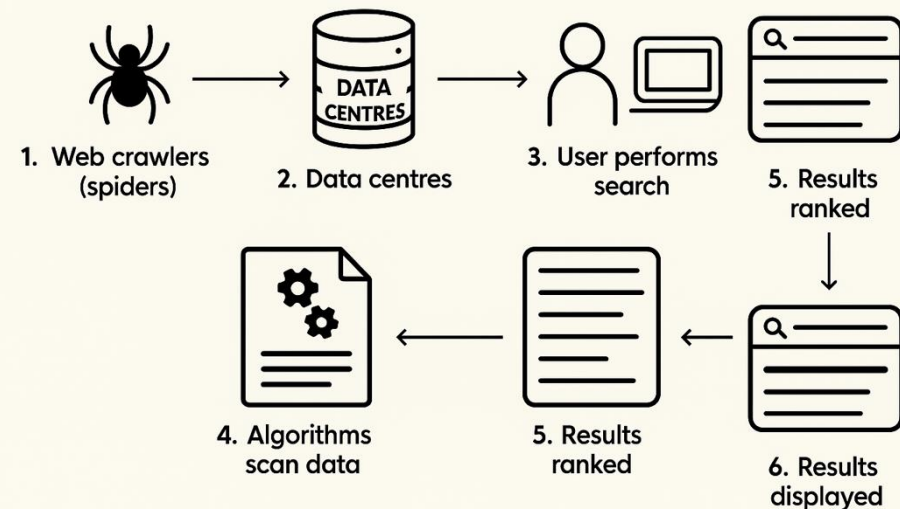 DATA
CENTRES
1. Web crawlers
(spiders)
2. Data centres
3. User performs
search
5. Results
ranked
4. Algorithms
scan data
5. Results
ranked
6. Results
displayed